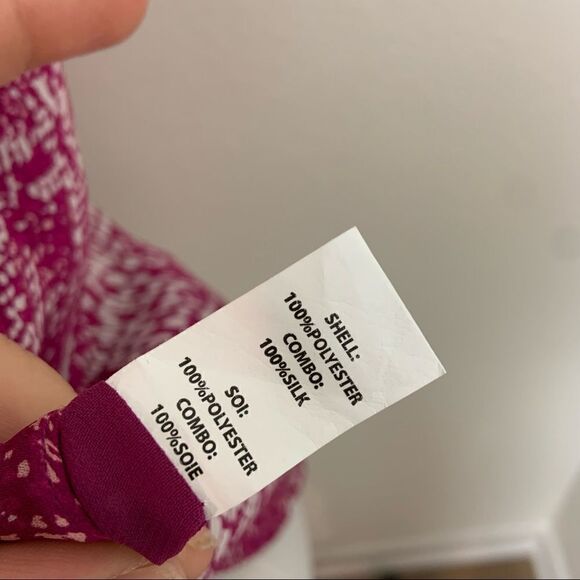 SHELL:
100%POLYESTER
COMBO:
100%SILK
SOI:
100%POLYESTER
COMBO:
100%SOIE